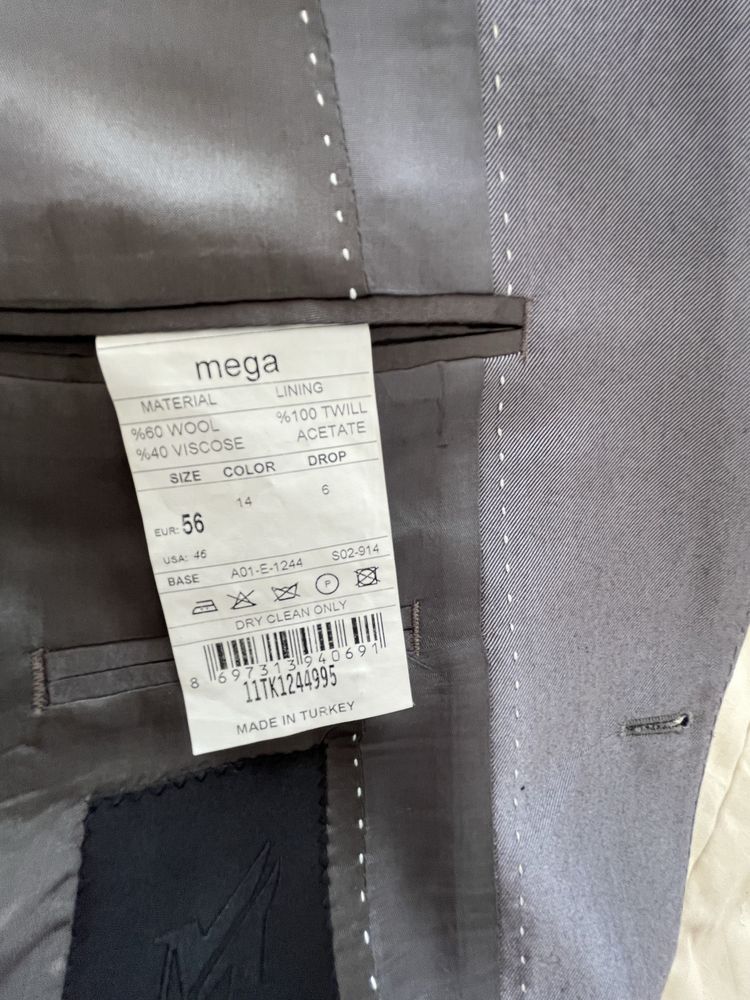 mega
MATERIAL LINING
%60 WOOL %100 TWILL
%40 VISCOSE ACETATE
SIZE COLOR DROP
14 6
EUR: 56
USA: 46
BASE A01-E-1244 S02-914
P
DRY CLEAN ONLY
8 697313 940691
11TK1244995
MADE IN TURKEY